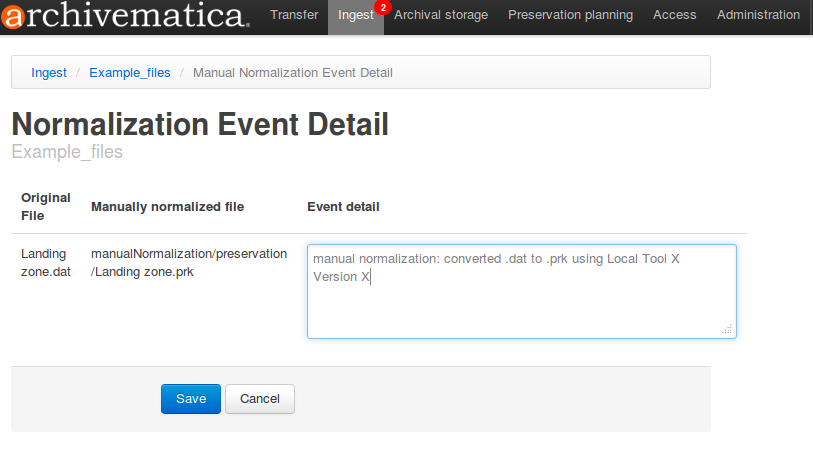 archivematica
Transfer Ingest 2 Archival storage Preservation planning Access Administration
Ingest / Example_files / Manual Normalization Event Detail
Normalization Event Detail
Example_files
Original File
Manually normalized file
Event detail
Landing zone.dat
manualNormalization/preservation
/Landing zone.prk
manual normalization: converted .dat to .prk using Local Tool X
Version X
Save Cancel